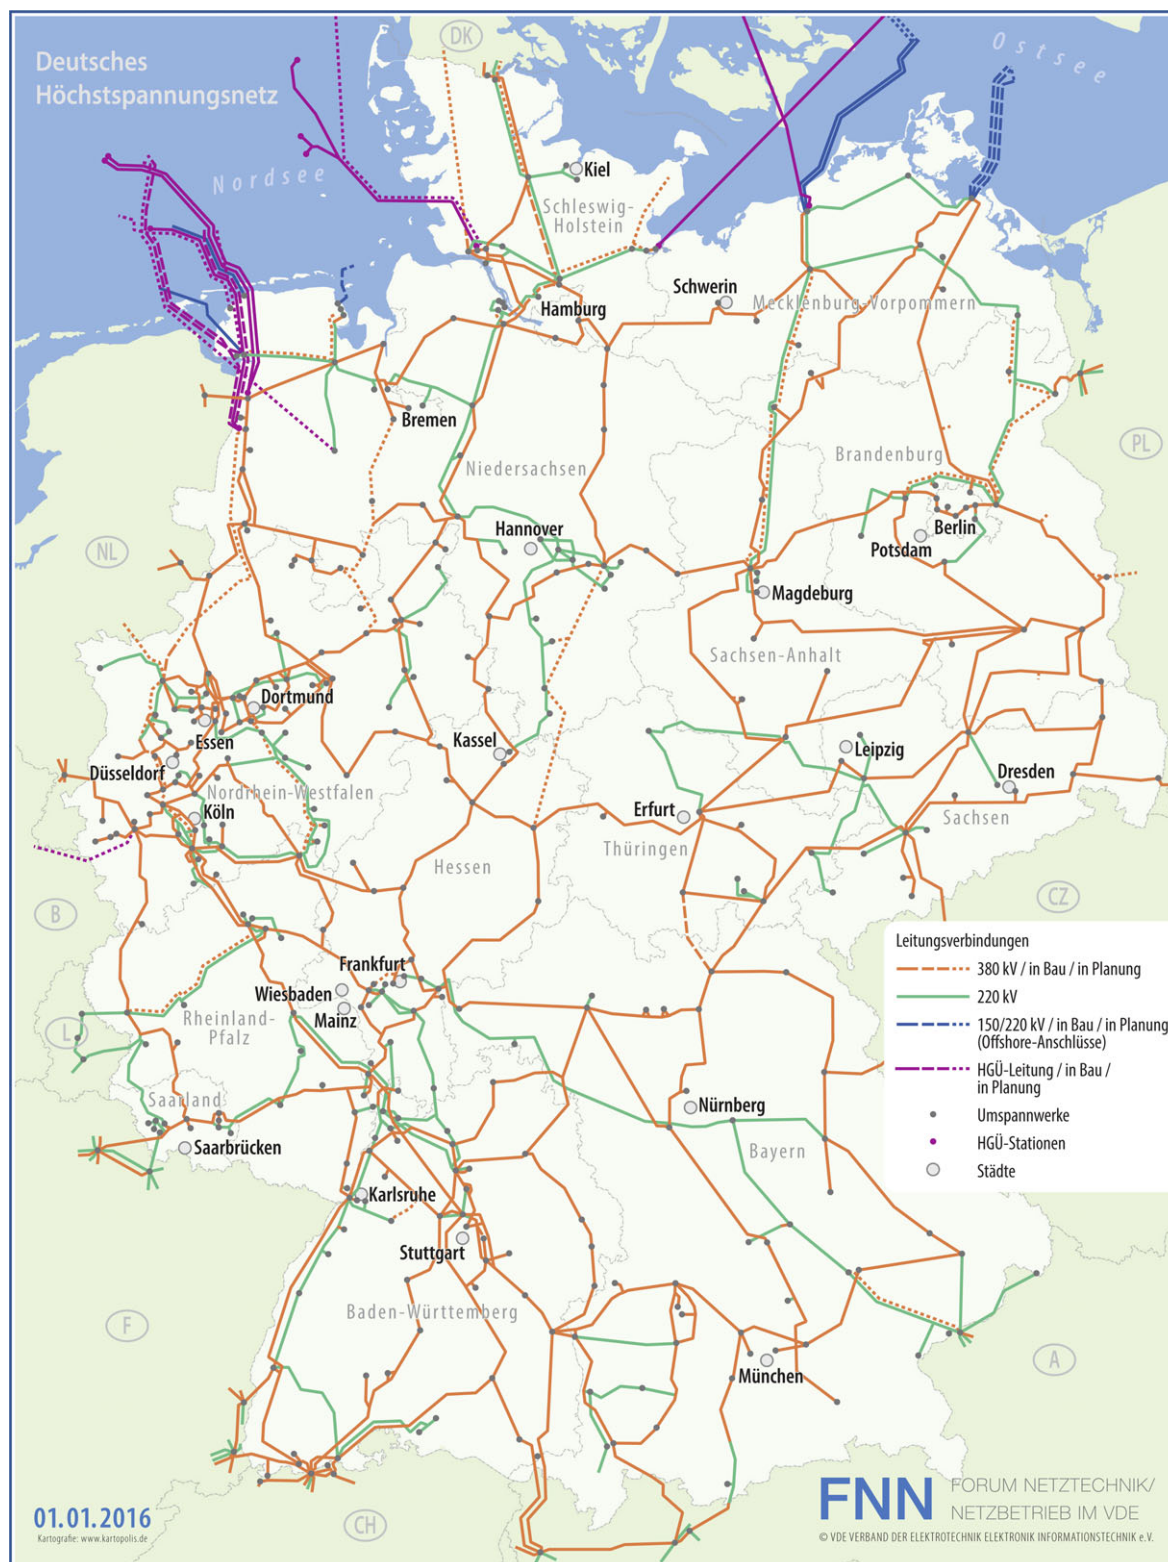 Deutsches
Höchstspannungsnetz
DK
Ostsee
Nordsee
Kiel
Schleswig-
Holstein
Schwerin
Mecklenburg-Vorpommern
Hamburg
Bremen
PL
Niedersachsen
Brandenburg
Hannover
Berlin
Potsdam
NL
Magdeburg
Sachsen-Anhalt
Dortmund
Essen
Kassel
Leipzig
Düsseldorf
Dresden
Nordrhein-Westfalen
Köln
Erfurt
Sachsen
Thüringen
Hessen
B
CZ
Leitungsverbindungen
380 kV / in Bau / in Planung
220 kV
150/220 kV / in Bau / in Planung
(Offshore-Anschlüsse)
HGÜ-Leitung / in Bau /
in Planung
Umspannwerke
HGÜ-Stationen
Städte
Frankfurt
Wiesbaden
Mainz
Rheinland-
Pfalz
L
Saarland
Nürnberg
Saarbrücken
Bayern
Karlsruhe
Stuttgart
Baden-Württemberg
F
A
München
CH
01.01.2016
Kartografie: www.kartopolis.de
FNN FORUM NETZTECHNIK/
NETZBETRIEB IM VDE
© VDE VERBAND DER ELEKTROTECHNIK ELEKTRONIK INFORMATIONSTECHNIK e.V.